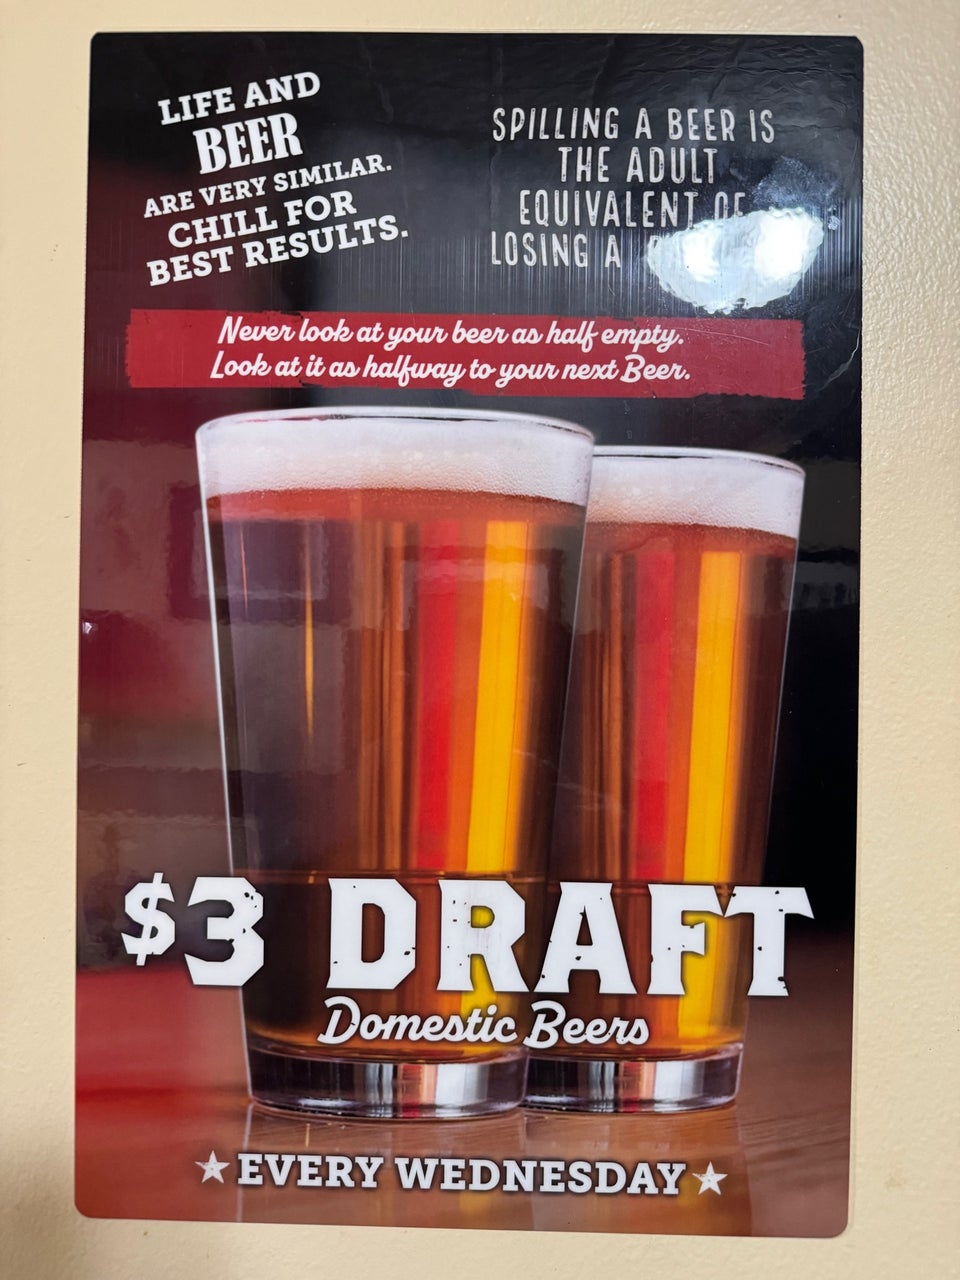 LIFE AND
BEER
ARE VERY SIMILAR.
CHILL FOR
BEST RESULTS.
SPILLING A BEER IS
THE ADULT
EQUIVALENT OF
LOSING A
Never look at your beer as half empty.
Look at it as halfway to your next Beer.
$3 DRAFT
Domestic Beers
EVERY WEDNESDAY